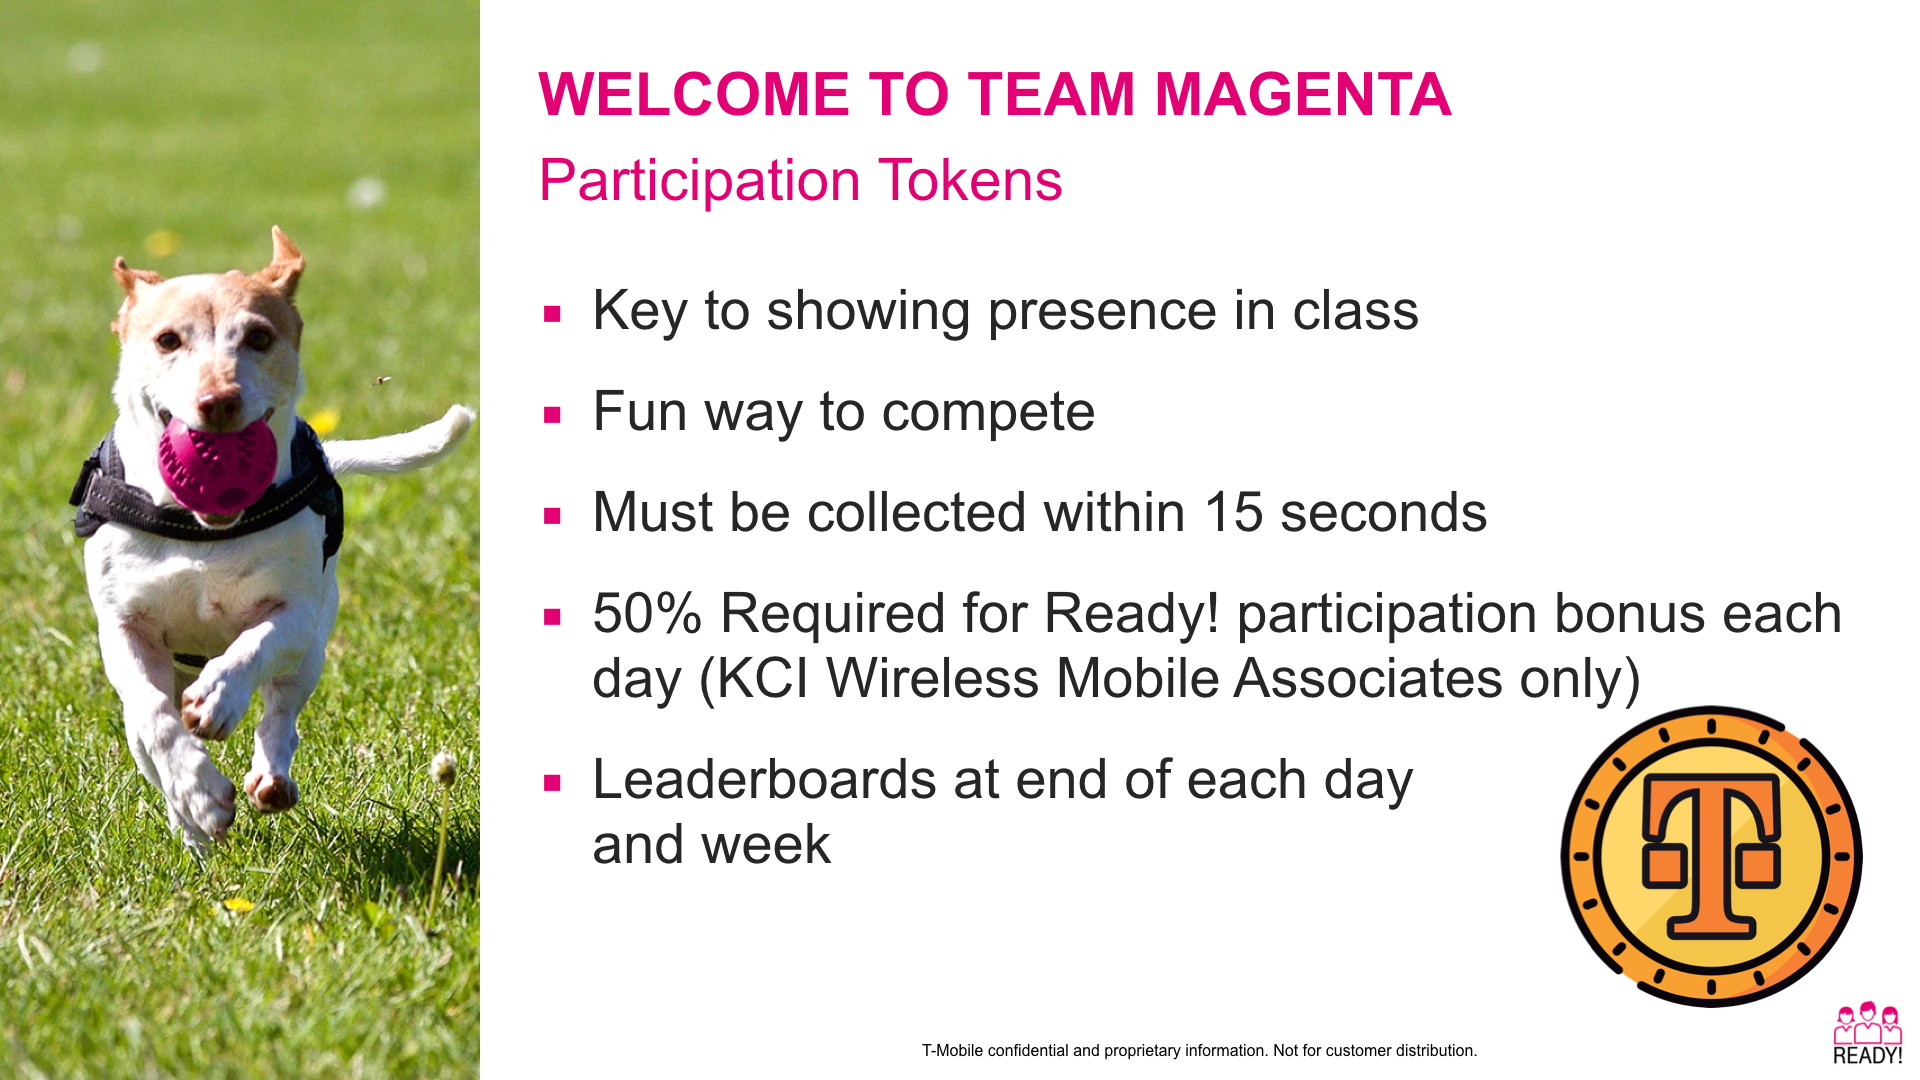 WELCOME TO TEAM MAGENTA
Participation Tokens
Key to showing presence in class
Fun way to compete
Must be collected within 15 seconds
50% Required for Ready! participation bonus each
day (KCI Wireless Mobile Associates only)
Leaderboards at end of each day
and week
T
T-Mobile confidential and proprietary information. Not for customer distribution.
READY!